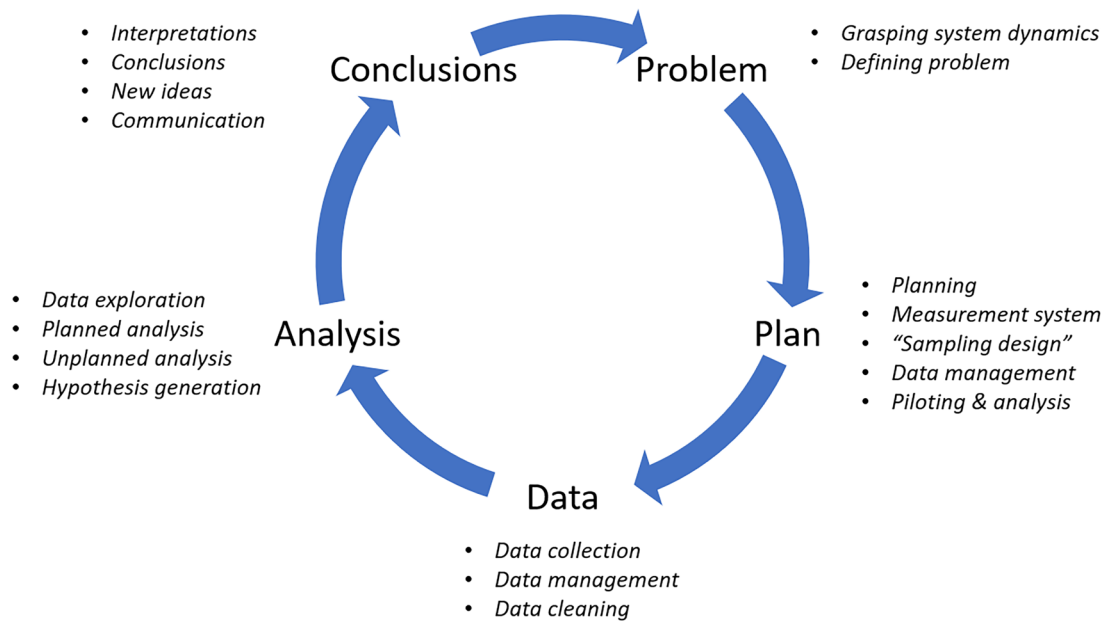 Conclusions
• Interpretations
• Conclusions
• New ideas
• Communication
Problem
• Grasping system dynamics
• Defining problem
Plan
• Planning
• Measurement system
• “Sampling design”
• Data management
• Piloting & analysis
Data
• Data collection
• Data management
• Data cleaning
Analysis
• Data exploration
• Planned analysis
• Unplanned analysis
• Hypothesis generation